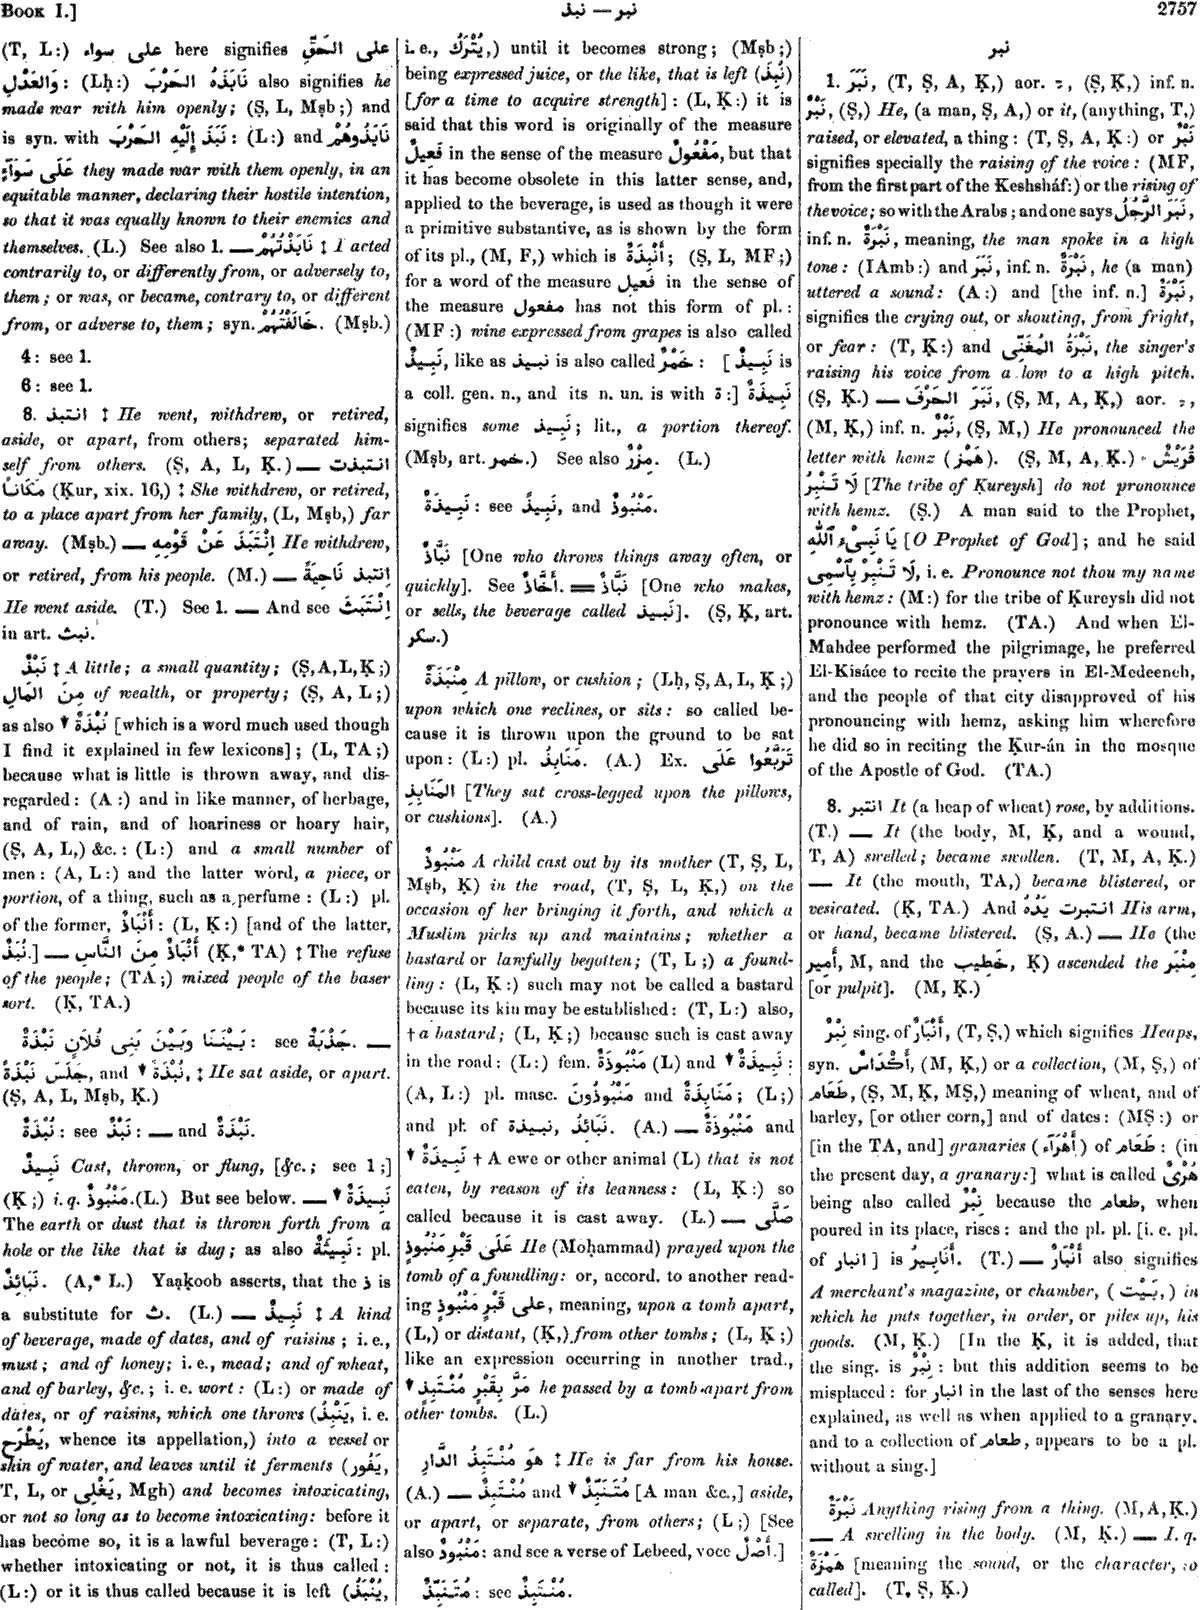 BOOK I.]
نبر — نبذ
2757
(T, L:) على سواء here signifies عَلَى الحَقِّ
وَالعَدْلِ: (Lḥ:) نَابَذَهُ الحَرْبَ also signifies he
made war with him openly; (Ṣ, L, Mṣb;) and
is syn. with نَبَذَ إِلَيْهِ الحَرْبَ: (L:) and نَابَذُوهُمْ
عَلَى سَوَآءٍ they made war with them openly, in an
equitable manner, declaring their hostile intention,
so that it was equally known to their enemies and
themselves. (L.) See also 1. — نَابَذْتُهُمْ ‡ I acted
contrarily to, or differently from, or adversely to,
them; or was, or became, contrary to, or different
from, or adverse to, them; syn. خَالَفْتُهُمْ. (Mṣb.)
4: see 1.
6: see 1.
8. انتبذ ‡ He went, withdrew, or retired,
aside, or apart, from others; separated him-
self from others. (Ṣ, A, L, Ḳ.) — انتبذت
مَكَانًا (Ḳur, xix. 16,) ‡ She withdrew, or retired,
to a place apart from her family, (L, Mṣb,) far
away. (Mṣb.) — اِنْتَبَذَ عَنْ قَوْمِهِ He withdrew,
or retired, from his people. (M.) — اِنتبذ نَاحِيَةً
He went aside. (T.) See 1. — And see اِنْتَبَثَ
in art. نبث.
نَبْذٌ ‡ A little; a small quantity; (Ṣ, A, L, Ḳ;)
مِنَ المَالِ of wealth, or property; (Ṣ, A, L;)
as also ▼ نُبْذَةٌ [which is a word much used though
I find it explained in few lexicons]; (L, TA;)
because what is little is thrown away, and dis-
regarded: (A:) and in like manner, of herbage,
and of rain, and of hoariness or hoary hair,
(Ṣ, A, L,) &c.: (L:) and a small number of
men: (A, L:) and the latter word, a piece, or
portion, of a thing, such as a perfume: (L:) pl.
of the former, أَنْبَاذٌ: (L, Ḳ:) [and of the latter,
نُبَذٌ.] — أَنْبَاذٌ مِنَ النَّاسِ (Ḳ,* TA) ‡ The refuse
of the people; (TA;) mixed people of the baser
sort. (Ḳ, TA.)
بَيْنَنَا وَبَيْنَ بَنِى فُلَانٍ نَبْذَةٌ: see جَذْبَةٌ. —
جَلَسَ نَبْذَةً, and ▼ نُبْذَةً, ‡ He sat aside, or apart.
(Ṣ, A, L, Mṣb, Ḳ.)
نُبْذَةٌ: see نَبْذٌ: — and نَبْذَةٌ.
نَبِيذٌ Cast, thrown, or flung, [&c.; see 1;]
(Ḳ;) i. q. مَنْبُوذٌ. (L.) But see below. — ▼ نَبِيذَةٌ
The earth or dust that is thrown forth from a
hole or the like that is dug; as also نَبِيثَةٌ: pl.
نَبَائِذُ. (A,* L.) Yaạḳoob asserts, that the ذ is
a substitute for ث. (L.) — نَبِيذٌ ‡ A kind
of beverage, made of dates, and of raisins; i. e.,
must; and of honey; i. e., mead; and of wheat,
and of barley, &c.; i. e. wort: (L:) or made of
dates, or of raisins, which one throws (يَنْبِذُ, i. e.
يَطْرَح, whence its appellation,) into a vessel or
skin of water, and leaves until it ferments (يَفُور,
T, L, or يَغْلِى, Mgh) and becomes intoxicating,
or not so long as to become intoxicating: before it
has become so, it is a lawful beverage: (T, L:)
whether intoxicating or not, it is thus called:
(L:) or it is thus called because it is left (يُنْبَذُ,
i. e., يُتْرَكُ,) until it becomes strong; (Mṣb;)
being expressed juice, or the like, that is left (نُبِذَ)
[for a time to acquire strength]: (L, Ḳ:) it is
said that this word is originally of the measure
فَعِيلٌ in the sense of the measure مَفْعُولٌ, but that
it has become obsolete in this latter sense, and,
applied to the beverage, is used as though it were
a primitive substantive, as is shown by the form
of its pl., (M, F,) which is أَنْبِذَةٌ; (Ṣ, L, MF;)
for a word of the measure فعيل in the sense of
the measure مفعول has not this form of pl.:
(MF:) wine expressed from grapes is also called
نَبِيذٌ, like as نبيذ is also called خَمْرٌ: [نَبِيذٌ is
a coll. gen. n., and its n. un. is with ة:] نَبِيذَةٌ
signifies some نَبِيذ; lit., a portion thereof.
(Mṣb, art. خمر.) See also مِزْرٌ. (L.)
نَبِيذَةٌ: see نَبِيذٌ, and مَنْبُوذٌ.
نَبَّاذٌ [One who throws things away often, or
quickly]. See أَخَّاذٌ. = نَبَّاذٌ [One who makes,
or sells, the beverage called نَبِيذ]. (Ṣ, Ḳ, art.
سكر.)
مِنْبَذَةٌ A pillow, or cushion; (Lḥ, Ṣ, A, L, Ḳ;)
upon which one reclines, or sits: so called be-
cause it is thrown upon the ground to be sat
upon: (L:) pl. مَنَابِذُ. (A.) Ex. تَرَبَّعُوا عَلَى
المَنَابِذِ [They sat cross-legged upon the pillows,
or cushions]. (A.)
مَنْبُوذٌ A child cast out by its mother (T, Ṣ, L,
Mṣb, Ḳ) in the road, (T, Ṣ, L, Ḳ,) on the
occasion of her bringing it forth, and which a
Muslim picks up and maintains; whether a
bastard or lawfully begotten; (T, L;) a found-
ling: (L, Ḳ:) such may not be called a bastard
because its kin may be established: (T, L:) also,
† a bastard; (L, Ḳ;) because such is cast away
in the road: (L:) fem. مَنْبُوذَةٌ (L) and ▼ نَبِيذَةٌ:
(A, L:) pl. masc. مَنْبُوذُونَ and مَنَابِذَةٌ; (L;)
and pl. of نبيذة, نَبَائِذُ. (A.) — مَنْبُوذَةٌ and
▼ نَبِيذَةٌ † A ewe or other animal (L) that is not
eaten, by reason of its leanness: (L, Ḳ:) so
called because it is cast away. (L.) — صَلَّى
عَلَى قَبْرِ مَنْبُوذٍ He (Moḥammad) prayed upon the
tomb of a foundling: or, accord. to another read-
ing على قَبْرٍ مَنْبُوذٍ, meaning, upon a tomb apart,
(L,) or distant, (Ḳ,) from other tombs; (L, Ḳ;)
like an expression occurring in another trad.,
▼ مَرَّ بِقَبْرٍ مُنْتَبِذٍ he passed by a tomb apart from
other tombs. (L.)
هُوَ مُنْتَبِذُ الدَّارِ ‡ He is far from his house.
(A.) — مُنْتَبِذٌ and ▼ مُتَنَبِّذٌ [A man &c.,] aside,
or apart, or separate, from others; (L;) [See
also مَنْبُوذٌ: and see a verse of Lebeed, voce أَصْلٌ.]
مُتَنَبِّذٌ: see مُنْتَبِذٌ.
نبر
1. نَبَرَ, (T, Ṣ, A, Ḳ,) aor. ـِ, (Ṣ, Ḳ,) inf. n.
نَبْرٌ, (Ṣ,) He, (a man, Ṣ, A,) or it, (anything, T,)
raised, or elevated, a thing: (T, Ṣ, A, Ḳ:) or نَبْرٌ
signifies specially the raising of the voice: (MF,
from the first part of the Keshsháf:) or the rising of
the voice; so with the Arabs; and one says نَبَرَ الرَّجُلُ,
inf. n. نَبْرَةٌ, meaning, the man spoke in a high
tone: (IAmb:) and نَبَرَ, inf. n. نَبْرَةٌ, he (a man)
uttered a sound: (A:) and [the inf. n.] نَبْرَةٌ,
signifies the crying out, or shouting, from fright,
or fear: (T, Ḳ:) and نَبْرَةُ المُغَنِّى, the singer's
raising his voice from a low to a high pitch.
(Ṣ, Ḳ.) — نَبَرَ الحَرْفَ, (Ṣ, M, A, Ḳ,) aor. ـِ,
(M, Ḳ,) inf. n. نَبْرٌ, (Ṣ, M,) He pronounced the
letter with hemz (هَمْز). (Ṣ, M, A, Ḳ.) قُرَيْشٌ
لَا تَنْبِرُ [The tribe of Ḳureysh] do not pronounce
with hemz. (Ṣ.) A man said to the Prophet,
يَا نَبِىْءَ ٱللّٰهِ [O Prophet of God]; and he said
لَا تَنْبِرْ بِٱسْمِى, i. e. Pronounce not thou my name
with hemz: (M:) for the tribe of Ḳureysh did not
pronounce with hemz. (TA.) And when El-
Mahdee performed the pilgrimage, he preferred
El-Kisáee to recite the prayers in El-Medeeneh,
and the people of that city disapproved of his
pronouncing with hemz, asking him wherefore
he did so in reciting the Ḳur-án in the mosque
of the Apostle of God. (TA.)
8. انتبر It (a heap of wheat) rose, by additions.
(T.) — It (the body, M, Ḳ, and a wound,
T, A) swelled; became swollen. (T, M, A, Ḳ.)
— It (the mouth, TA,) became blistered, or
vesicated. (Ḳ, TA.) And انتبرت يَدُهُ His arm,
or hand, became blistered. (Ṣ, A.) — He (the
أَمِير, M, and the خَطِيب, Ḳ) ascended the مِنْبَر
[or pulpit]. (M, Ḳ.)
نِبْرٌ sing. of أَنْبَارٌ, (T, Ṣ,) which signifies Heaps,
syn. أَكْدَاسٌ, (M, Ḳ,) or a collection, (M, Ṣ,) of
طَعَام, (Ṣ, M, Ḳ, MṢ,) meaning of wheat, and of
barley, [or other corn,] and of dates: (MṢ:) or
[in the TA, and] granaries (أَهْرَآء) of طَعَام: (in
the present day, a granary:] what is called هُرْىٌ
being also called نِبْرٌ because the طعام, when
poured in its place, rises: and the pl. pl. [i. e. pl.
of انبار] is أَنَابِيرُ. (T.) — أَنْبَارٌ also signifies
A merchant's magazine, or chamber, (بَيْت,) in
which he puts together, in order, or piles up, his
goods. (M, Ḳ.) [In the Ḳ, it is added, that
the sing. is نِبْرٌ: but this addition seems to be
misplaced: for انبار in the last of the senses here
explained, as well as when applied to a granary,
and to a collection of طعام, appears to be a pl.
without a sing.]
نَبْرَةٌ Anything rising from a thing. (M, A, Ḳ.)
— A swelling in the body. (M, Ḳ.) — I. q.
هَمْزَةٌ [meaning the sound, or the character, so
called]. (T, Ṣ, Ḳ.)